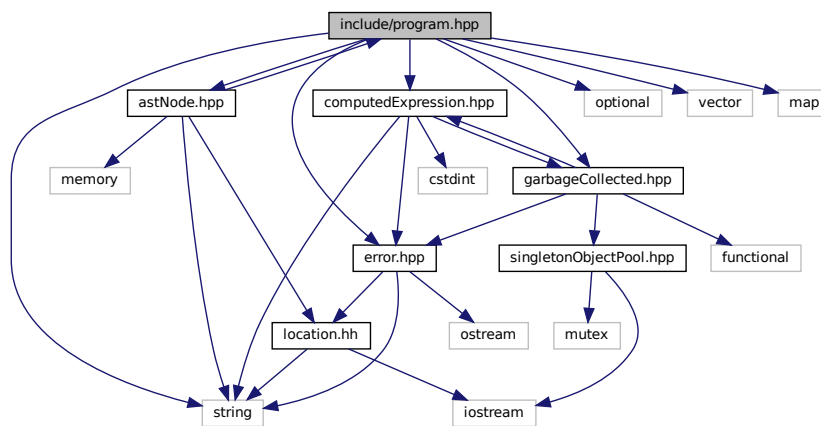 include/program.hpp
astNode.hpp
computedExpression.hpp
optional
vector
map
memory
cstdint
garbageCollected.hpp
error.hpp
singletonObjectPool.hpp
functional
location.hh
ostream
mutex
string
iostream